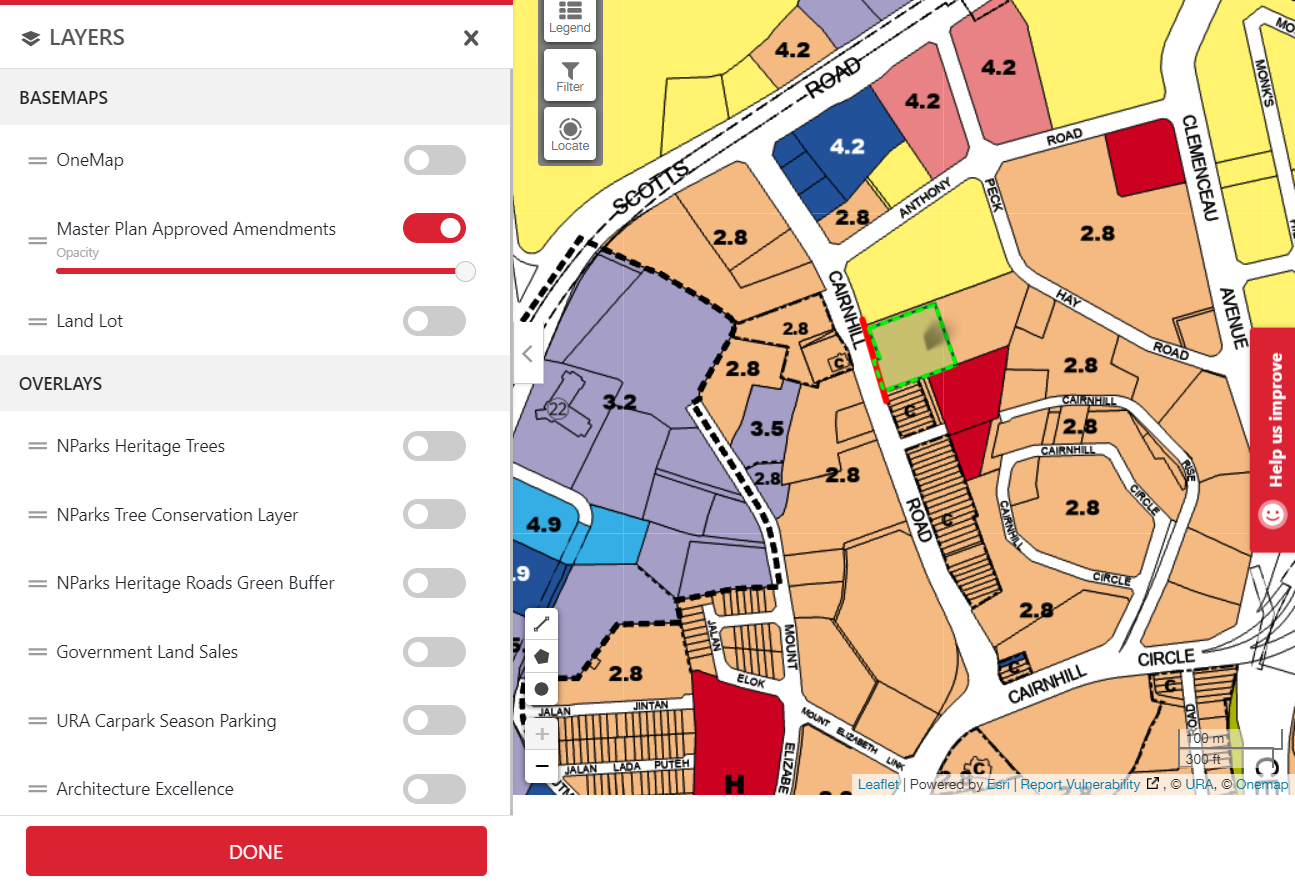 LAYERS
BASEMAPS
OneMap
Master Plan Approved Amendments
Opacity
Land Lot
OVERLAYS
NParks Heritage Trees
NParks Tree Conservation Layer
NParks Heritage Roads Green Buffer
Government Land Sales
URA Carpark Season Parking
Architecture Excellence
DONE
Legend
Filter
Locate
4.2
ROAD
4.2
4.2
4.2
MONK'S
CLEMENCEAU
ROAD
SCOTTS
ANTHONY
PECK
2.8
2.8
2.8
CAIRNHILL
HAY
AVENUE
ROAD
2.8
2.8
C
2.8
3.2
22
3.5
C
CAIRNHILL
2.8
CAIRNHILL
RISE
2.8
2.8
CIRCLE
2.8
CAIRNHILL
4.9
.9
ROAD
C
CIRCLE
2.8
JALAN
MOUNT
CAIRNHILL
CIRCLE
C
C
2.8
ELOK
JALAN
JINTAN
MOUNT
ELIZABETH
LINK
ROAD
JALAN
LADA
PUTEH
H
ELIZABE
C
Help us improve
100 m
300 ft
+
−
Leaflet | Powered by Esri | Report Vulnerability , © URA, © Onemap